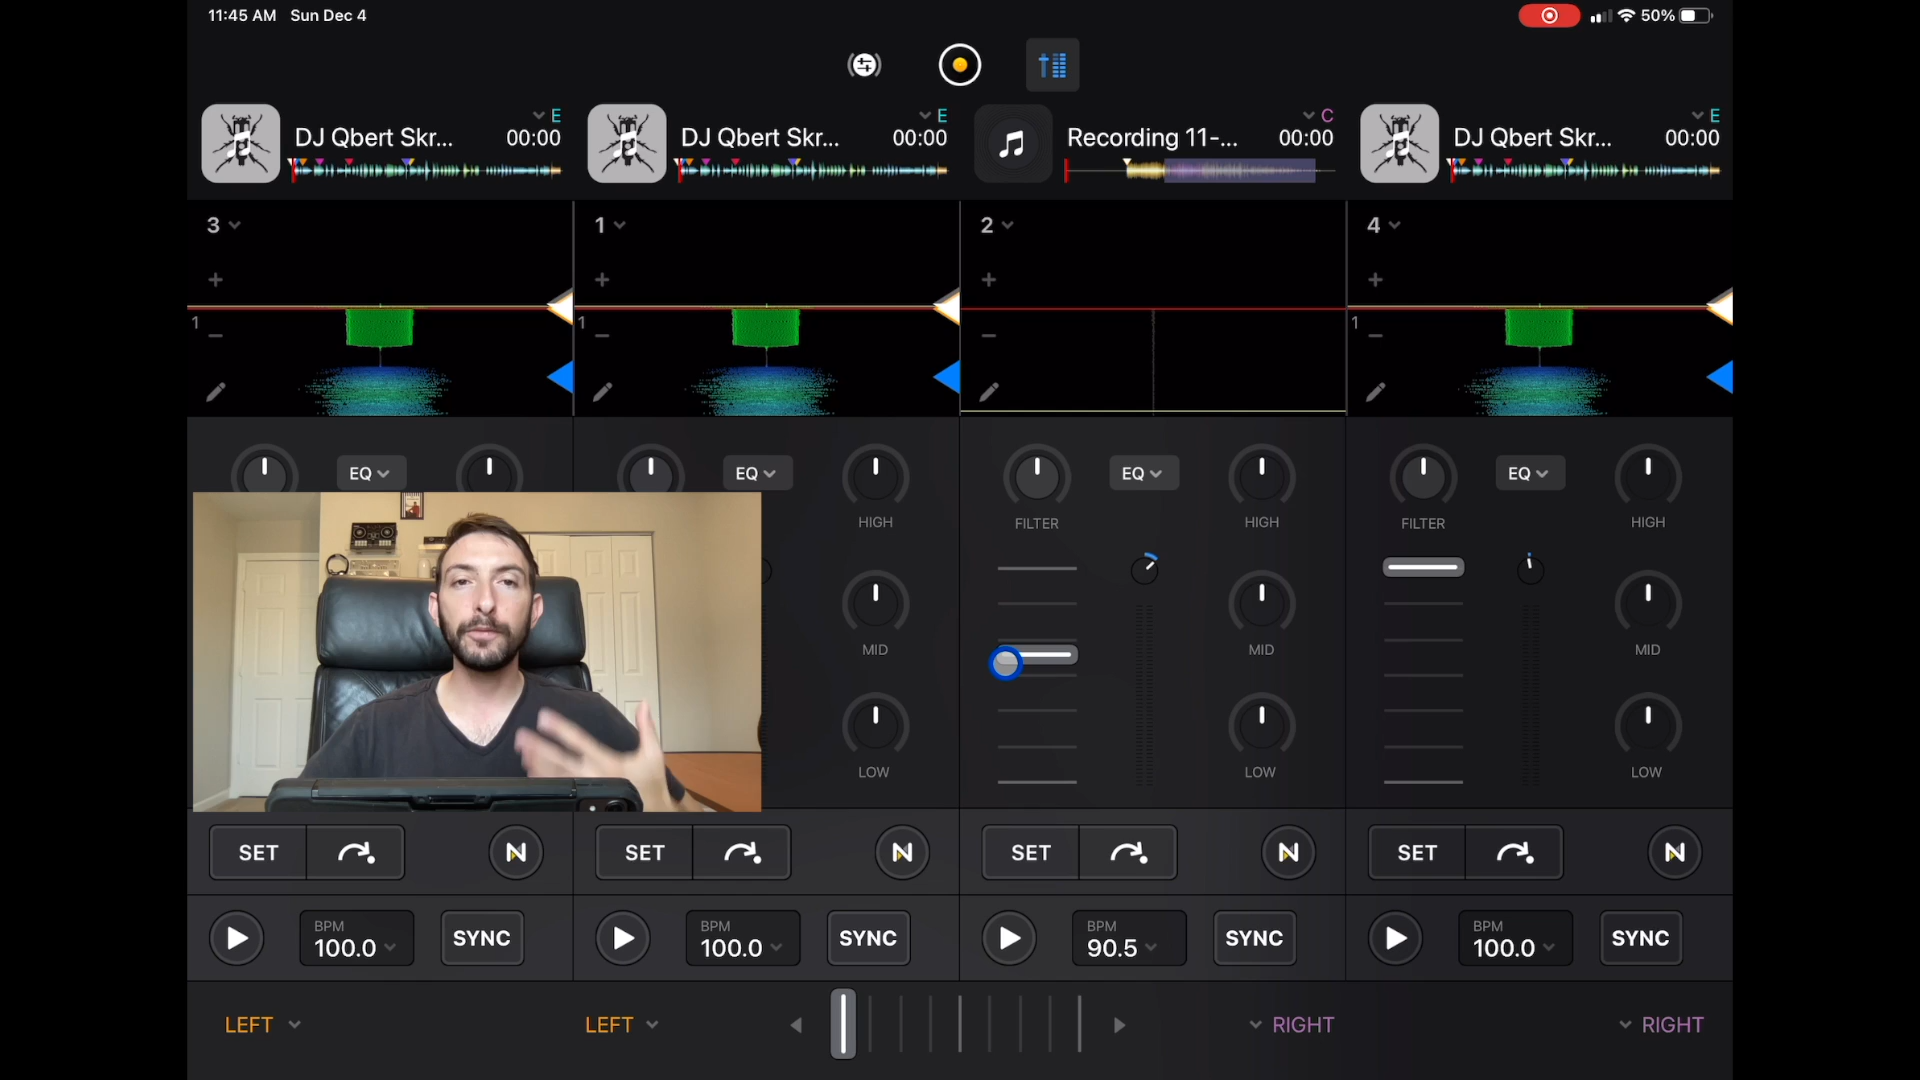 11:45 AM Sun Dec 4
50%
E
DJ Qbert Skr... 00:00
E
DJ Qbert Skr... 00:00
C
Recording 11-... 00:00
E
DJ Qbert Skr... 00:00
3
1
2
4
1
1
1
EQ
EQ
EQ
EQ
HIGH
FILTER
HIGH
FILTER
HIGH
MID
MID
MID
LOW
LOW
LOW
SET
N
SET
N
SET
N
SET
N
BPM
100.0
SYNC
BPM
100.0
SYNC
BPM
90.5
SYNC
BPM
100.0
SYNC
LEFT
LEFT
RIGHT
RIGHT